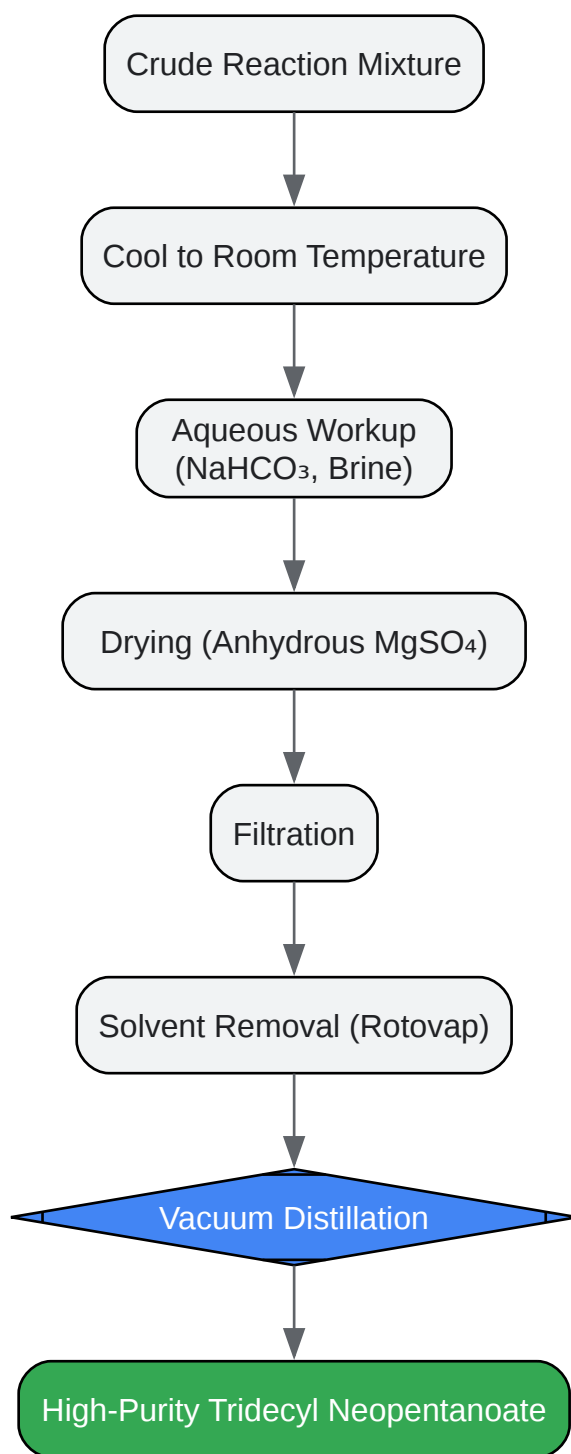 Crude Reaction Mixture
Cool to Room Temperature
Aqueous Workup
(NaHCO₃, Brine)
Drying (Anhydrous MgSO₄)
Filtration
Solvent Removal (Rotovap)
Vacuum Distillation
High-Purity Tridecyl Neopentanoate